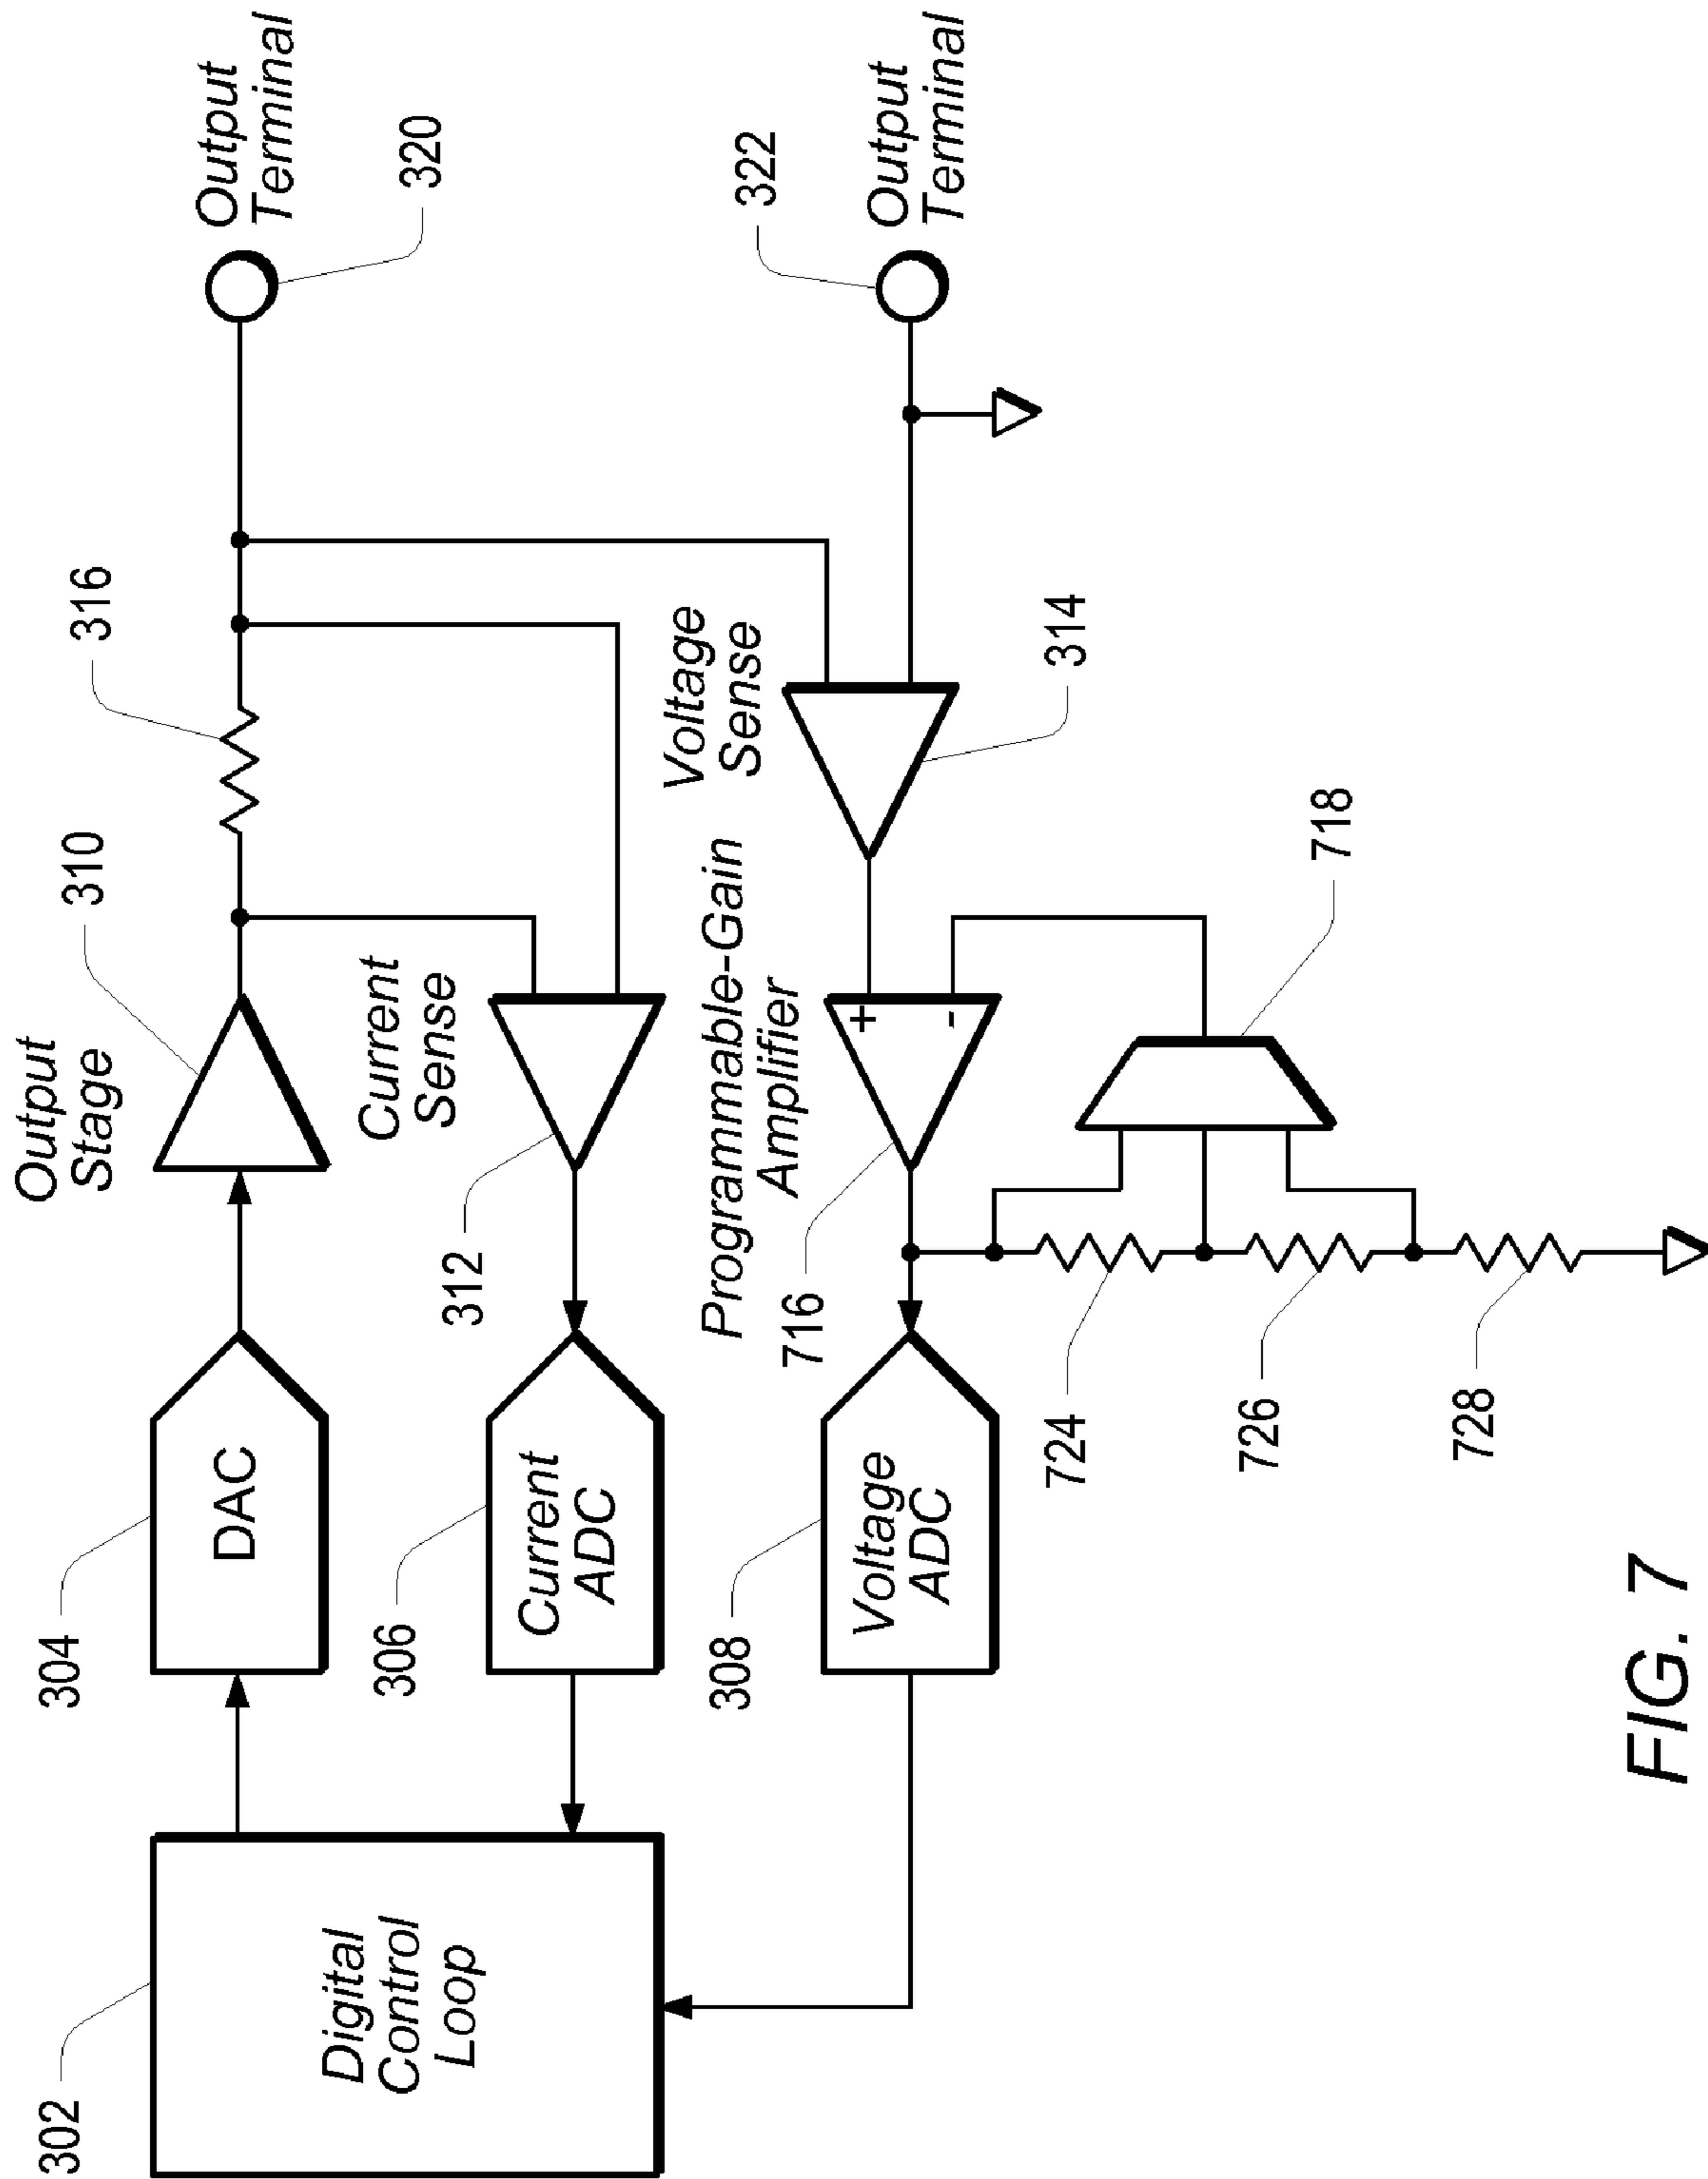 302
Digital
Control
Loop
304
DAC
Output
Stage
310
316
Output
Terminal
320
306
Current
ADC
312
Current
Sense
308
Voltage
ADC
716
Programmable-Gain
Amplifier
+
-
Voltage
Sense
314
322
Output
Terminal
718
724
726
728
FIG. 7